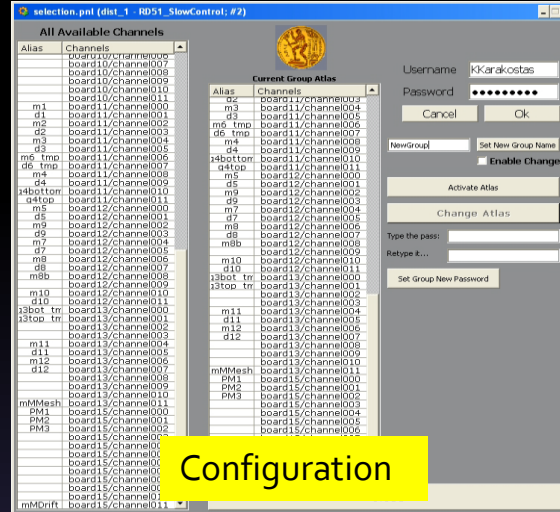 selection.pnl (dist_1 - RD51_SlowControl; #2)
All Available Channels
Alias Channels
board10/channel006
board10/channel007
board10/channel008
board10/channel009
board10/channel010
board10/channel011
m1 board11/channel000
d1 board11/channel001
m2 board11/channel002
d2 board11/channel003
m3 board11/channel004
d3 board11/channel005
m6 tmp board11/channel006
d6 tmp board11/channel007
m4 board11/channel008
d4 board11/channel009
board11/channel010
q4top board11/channel011
m5 board12/channel000
d5 board12/channel001
m9 board12/channel002
d9 board12/channel003
m7 board12/channel004
d7 board12/channel005
m8 board12/channel006
d8 board12/channel007
m8b board12/channel008
board12/channel009
m10 board12/channel010
d10 board12/channel011
board13/channel000
board13/channel001
board13/channel002
board13/channel003
m11 board13/channel004
d11 board13/channel005
m12 board13/channel006
d12 board13/channel007
board13/channel008
board13/channel009
board13/channel010
mMMesh board13/channel011
PM1 board15/channel000
PM2 board15/channel001
PM3 board15/channel002
mMDrift board15/channel011
Current Group Atlas
Alias Channels
d2 board11/channel003
m3 board11/channel004
d3 board11/channel005
m6 tmp board11/channel006
d6 tmp board11/channel007
m4 board11/channel008
d4 board11/channel009
board11/channel010
q4top board11/channel011
m5 board12/channel000
d5 board12/channel001
m9 board12/channel002
d9 board12/channel003
m7 board12/channel004
d7 board12/channel005
m8 board12/channel006
d8 board12/channel007
m8b board12/channel008
board12/channel009
m10 board12/channel010
d10 board12/channel011
board13/channel000
board13/channel001
board13/channel002
board13/channel003
m11 board13/channel004
d11 board13/channel005
m12 board13/channel006
d12 board13/channel007
board13/channel008
board13/channel009
board13/channel010
mMMesh board13/channel011
PM1 board15/channel000
PM2 board15/channel001
PM3 board15/channel002
board15/channel003
board15/channel004
board15/channel005
board15/channel006
Username KKarakostas
Password
Cancel Ok
NewGroup Set New Group Name
Enable Change
Activate Atlas
Change Atlas
Type the pass:
Retype it...
Set Group New Password
Configuration